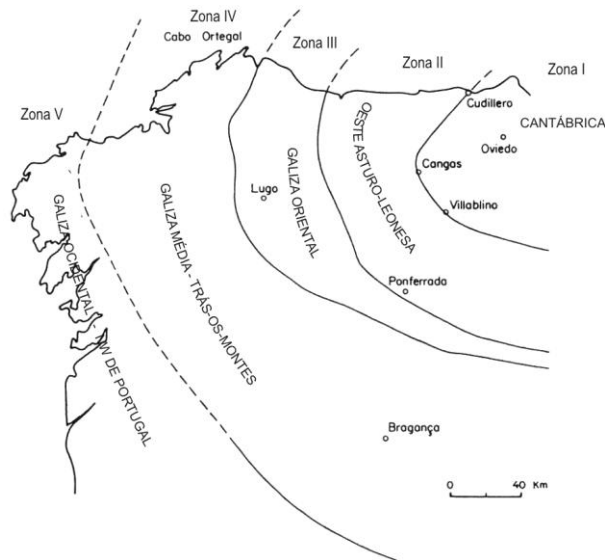 Zona IV
Cabo Ortegal
Zona III
Zona II
Zona I
Zona V
Cudillero
CANTÁBRICA
Oviedo
Cangas
Villablino
Lugo
OESTE ASTURO-LEONESA
GALIZA ORIENTAL
GALIZA MÉDIA - TRÁS-OS-MONTES
GALIZA OCIDENTAL - NW DE PORTUGAL
Ponferrada
Bragança
0 40 Km